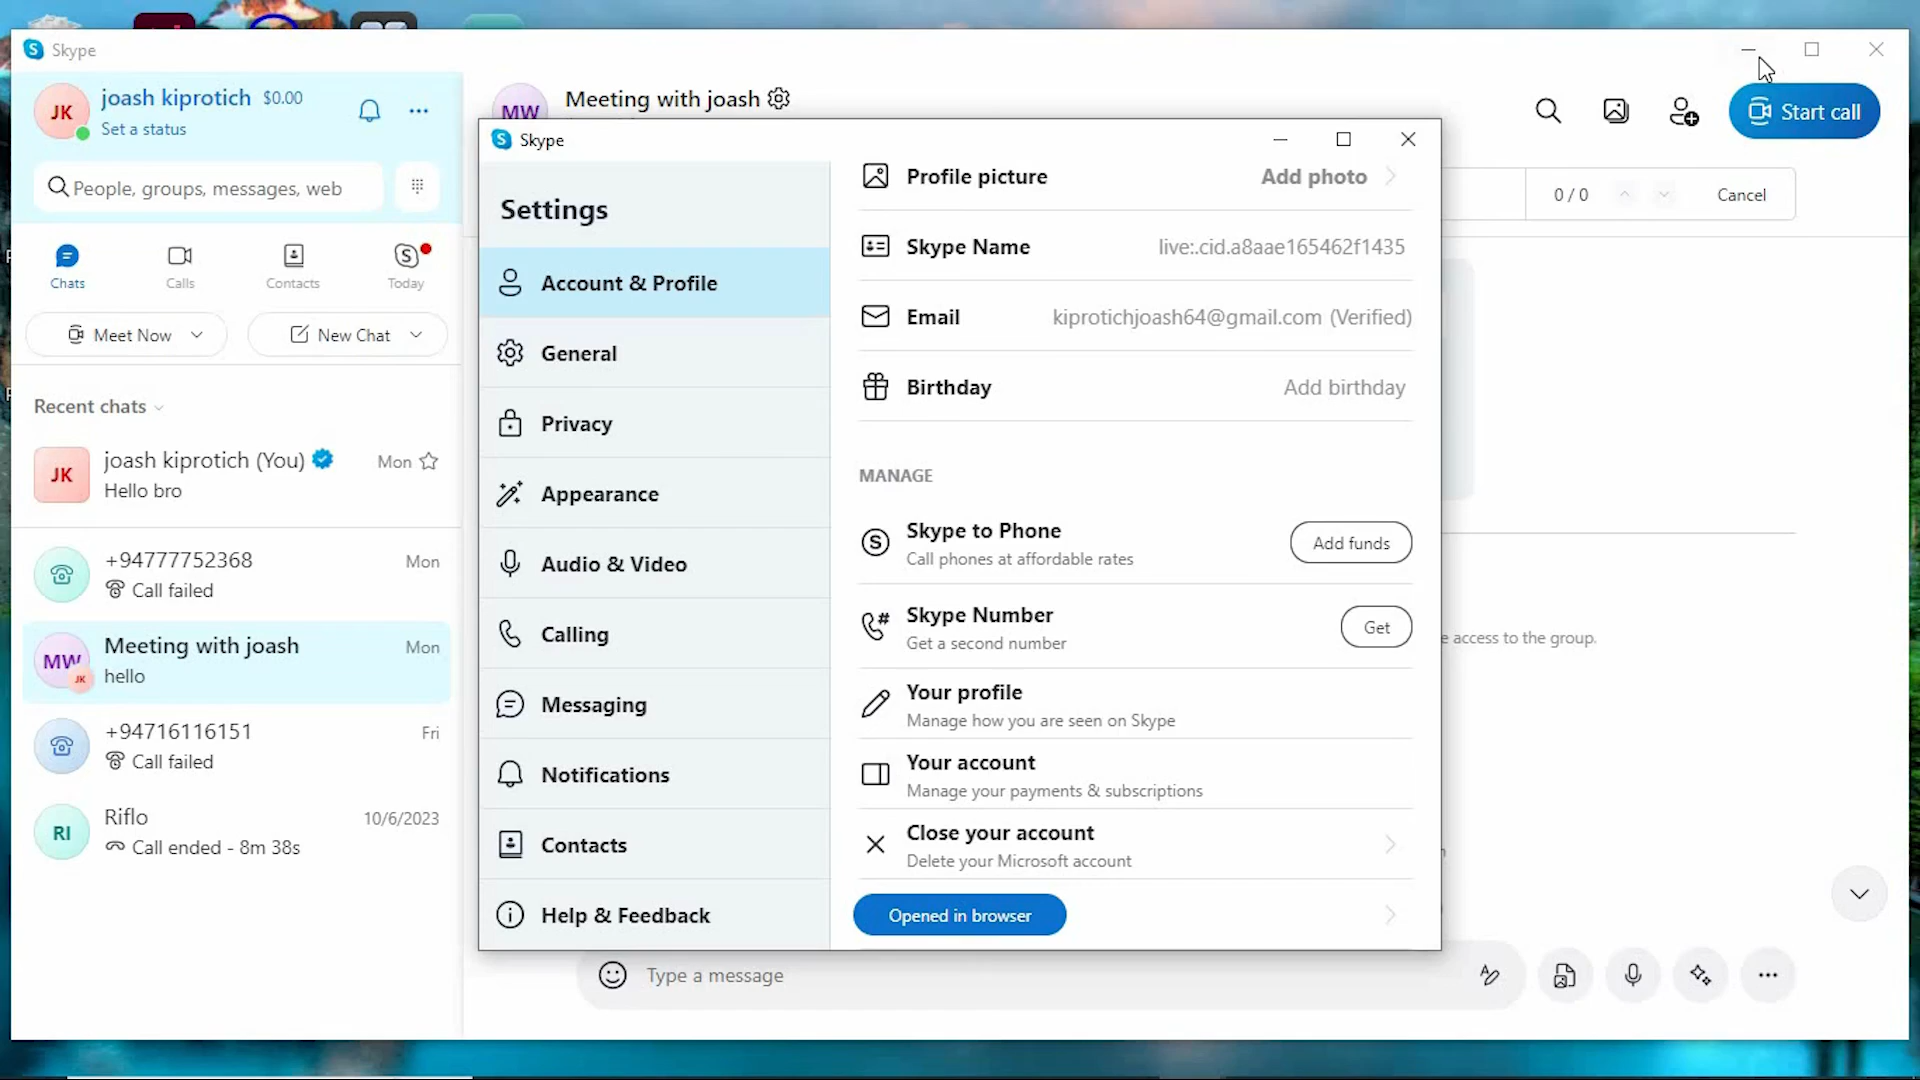 Skype
JK
joash kiprotich $0.00
Set a status
People, groups, messages, web
Chats
Calls
Contacts
Today
Meet Now
New Chat
Recent chats
JK
joash kiprotich (You)
Mon
Hello bro
+94777752368
Mon
Call failed
MW
JK
Meeting with joash
Mon
hello
+94716116151
Fri
Call failed
RI
Riflo
10/6/2023
Call ended - 8m 38s
MW
Meeting with joash
Start call
0 / 0
Cancel
Skype
Settings
Account & Profile
General
Privacy
Appearance
Audio & Video
Calling
Messaging
Notifications
Contacts
Help & Feedback
Profile picture
Add photo
Skype Name
live:.cid.a8aae165462f1435
Email
kiprotichjoash64@gmail.com (Verified)
Birthday
Add birthday
MANAGE
Skype to Phone
Call phones at affordable rates
Add funds
Skype Number
Get a second number
Get
Your profile
Manage how you are seen on Skype
Your account
Manage your payments & subscriptions
Close your account
Delete your Microsoft account
Opened in browser
e access to the group.
Type a message